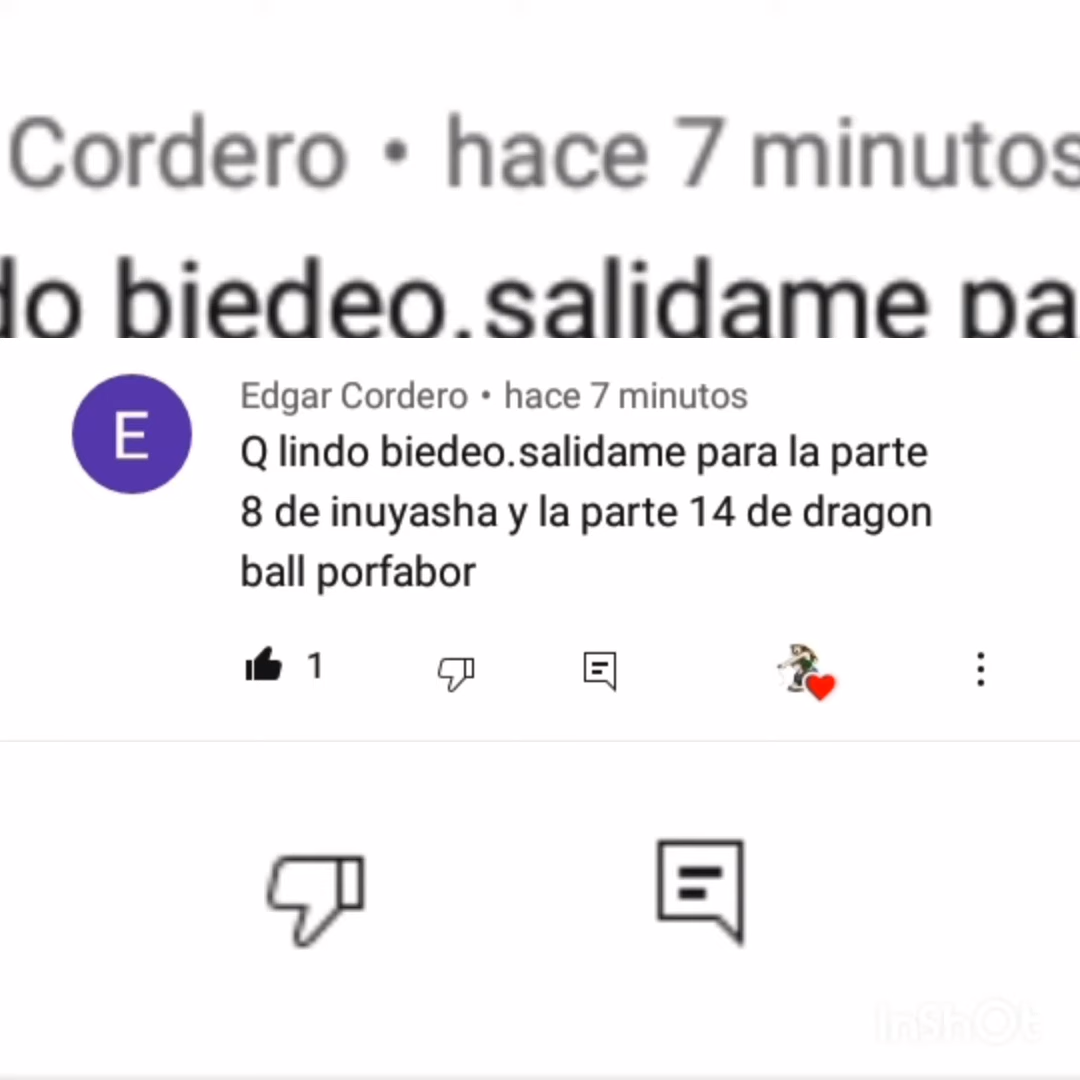 Cordero • hace 7 minutos
do biedeo.salidame pa
E
Edgar Cordero • hace 7 minutos
Q lindo biedeo.salidame para la parte
8 de inuyasha y la parte 14 de dragon
ball porfabor
1
InShOt